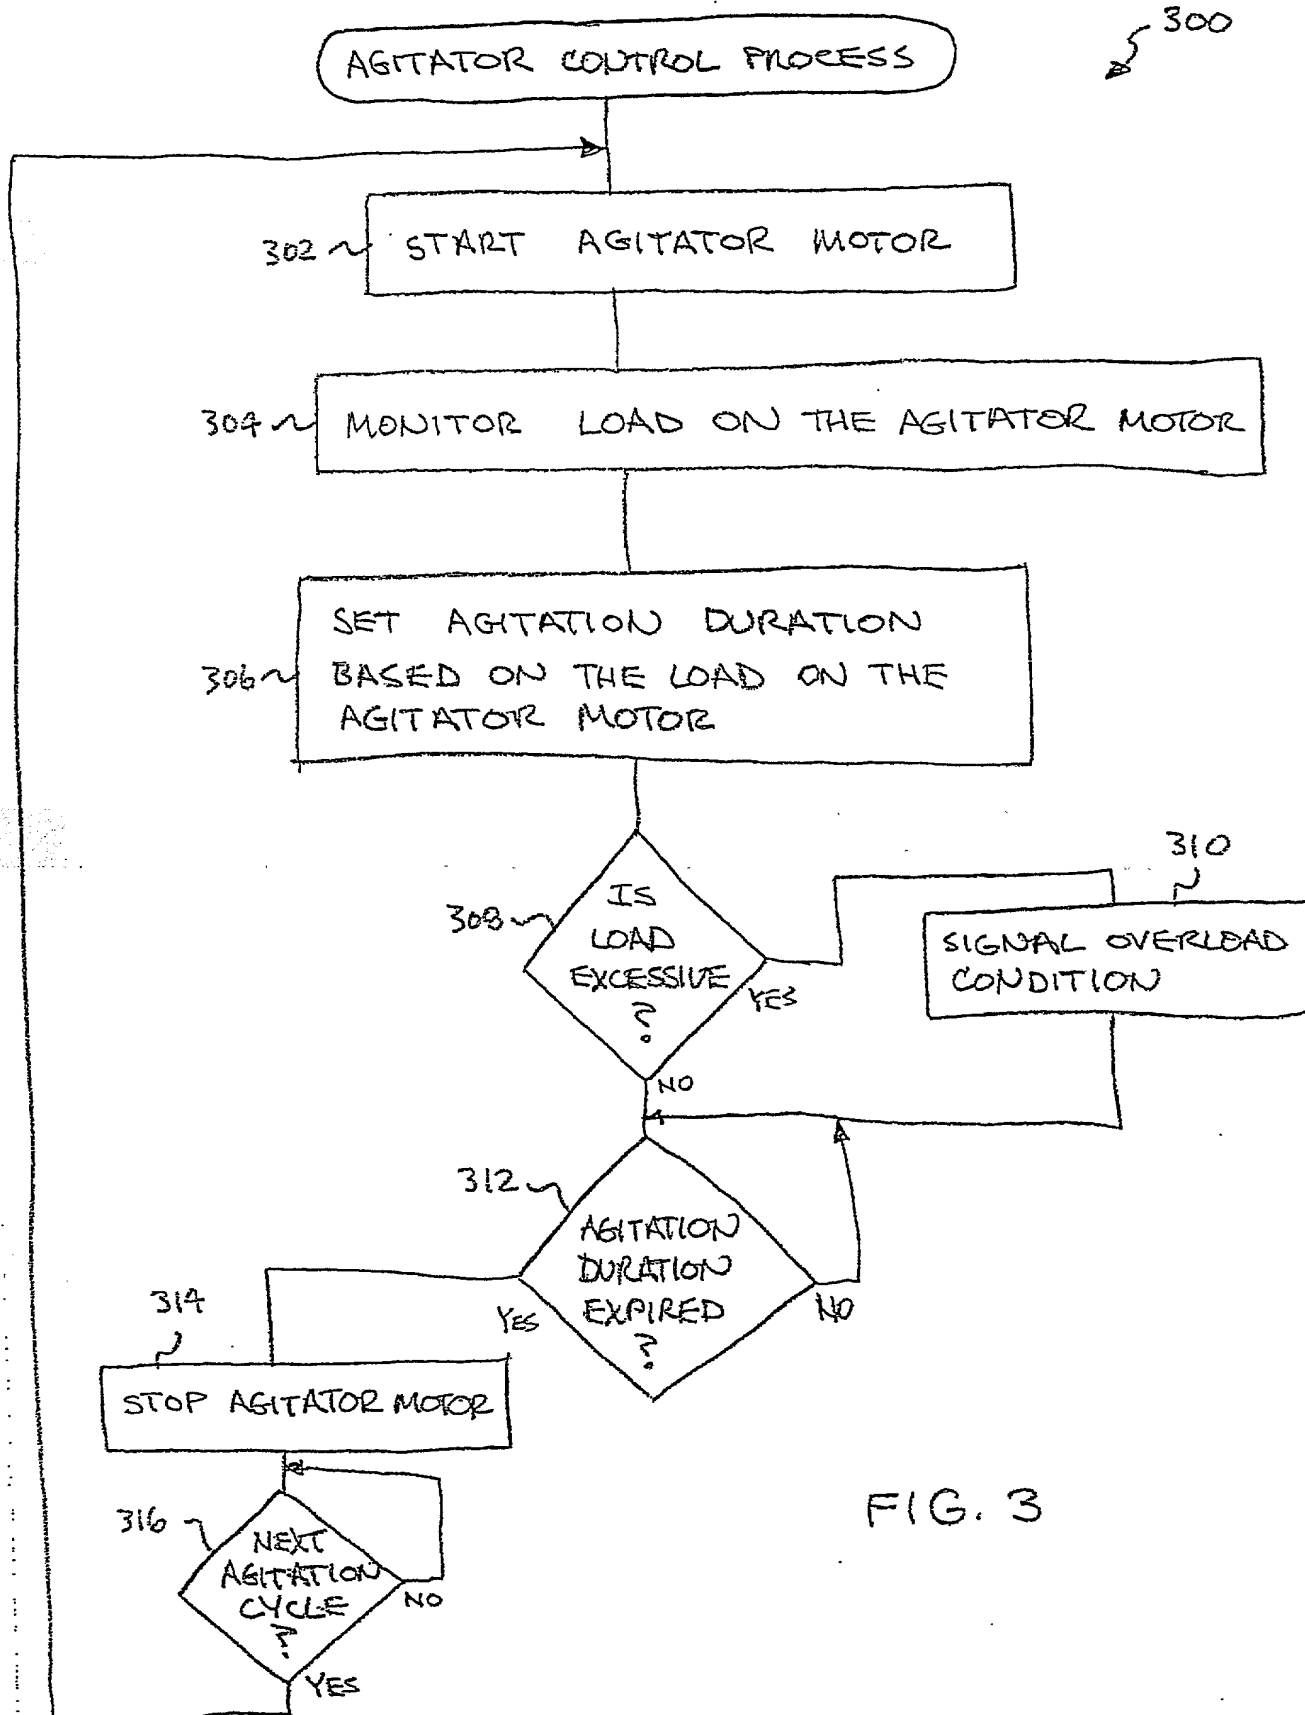 300
AGITATOR CONTROL PROCESS
302
START AGITATOR MOTOR
304
MONITOR LOAD ON THE AGITATOR MOTOR
306
SET AGITATION DURATION
BASED ON THE LOAD ON THE
AGITATOR MOTOR
308
IS
LOAD
EXCESSIVE
?
YES
NO
310
SIGNAL OVERLOAD
CONDITION
312
AGITATION
DURATION
EXPIRED
?
YES
NO
314
STOP AGITATOR MOTOR
316
NEXT
AGITATION
CYCLE
?
NO
YES
FIG. 3